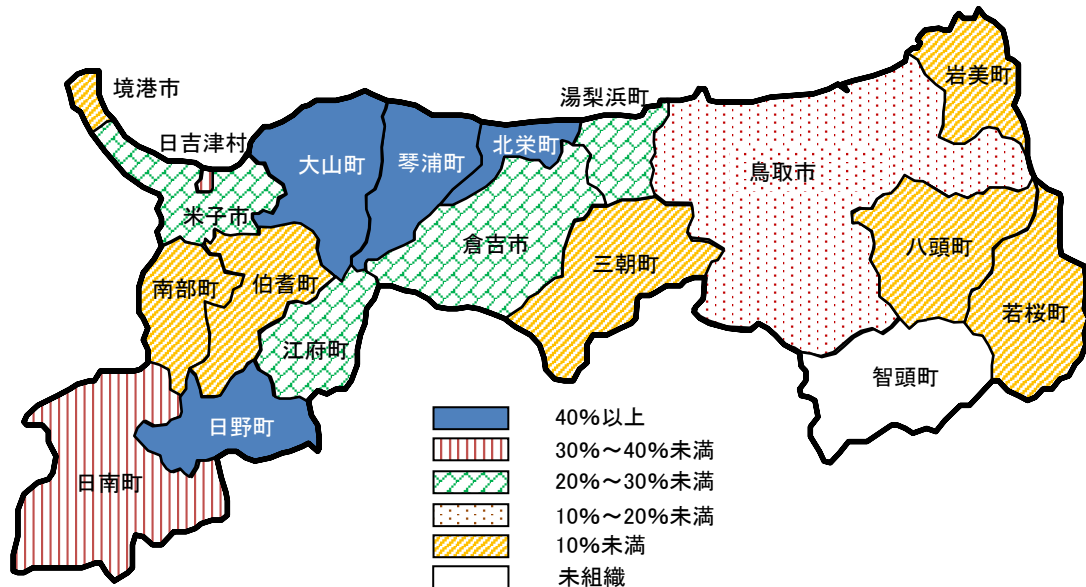 岩美町
境港市
湯梨浜町
日吉津村
北栄町
大山町
琴浦町
鳥取市
米子市
倉吉市
八頭町
三朝町
伯耆町
南部町
若桜町
江府町
智頭町
日野町
日南町
40%以上
30%～40%未満
20%～30%未満
10%～20%未満
10%未満
未組織